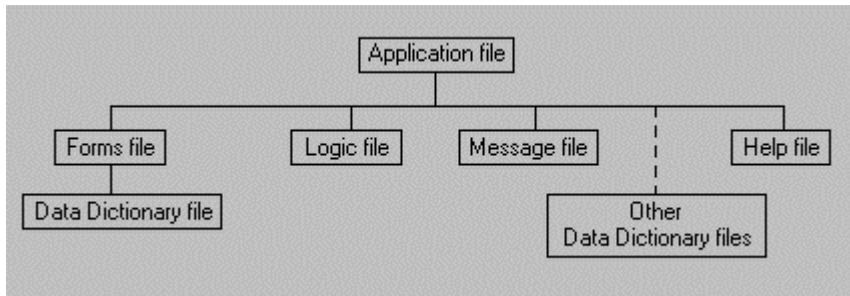 Application file
Forms file
Logic file
Message file
Help file
Data Dictionary file
Other
Data Dictionary files